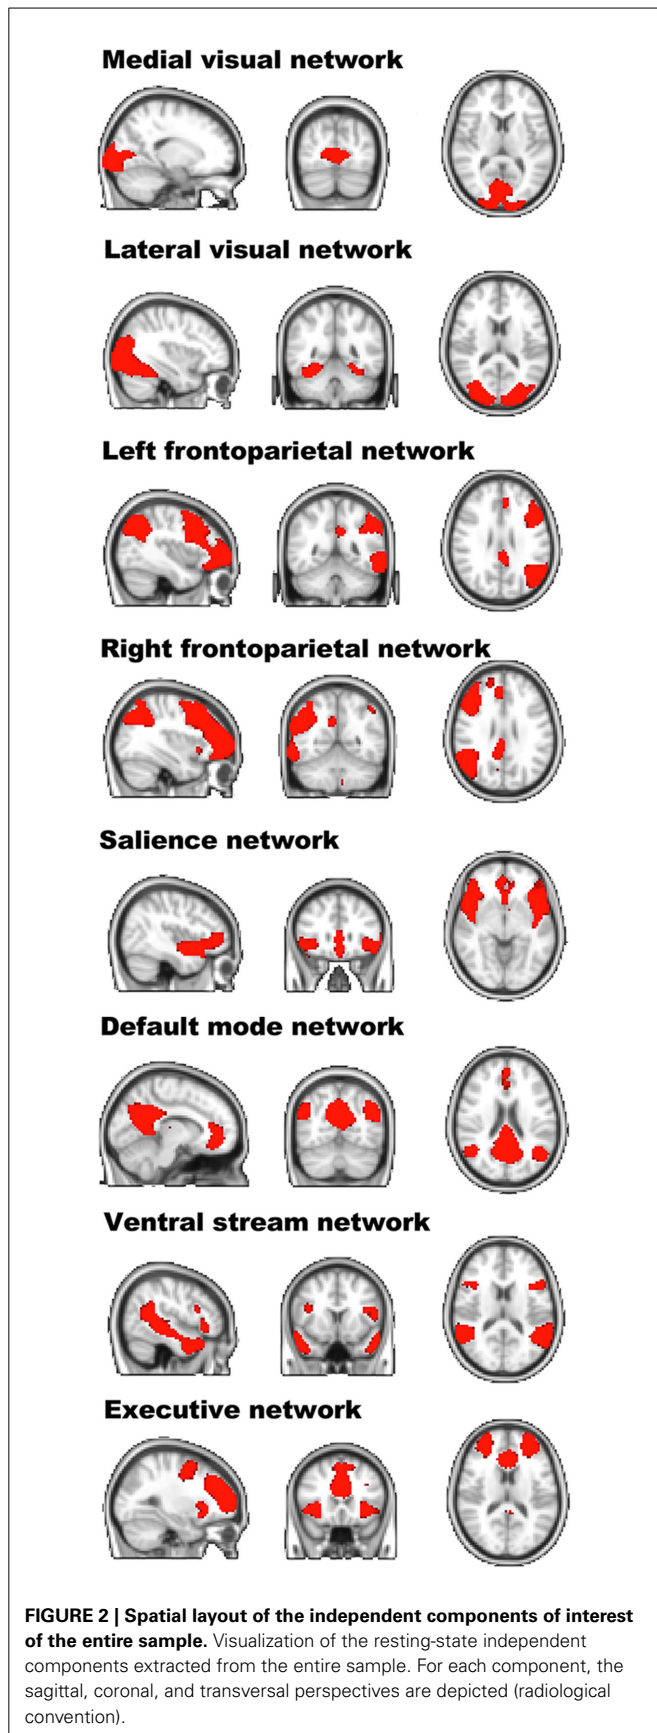 Medial visual network
Lateral visual network
Left frontoparietal network
Right frontoparietal network
Salience network
Default mode network
Ventral stream network
Executive network
FIGURE 2 | Spatial layout of the independent components of interest
of the entire sample. Visualization of the resting-state independent
components extracted from the entire sample. For each component, the
sagittal, coronal, and transversal perspectives are depicted (radiological
convention).